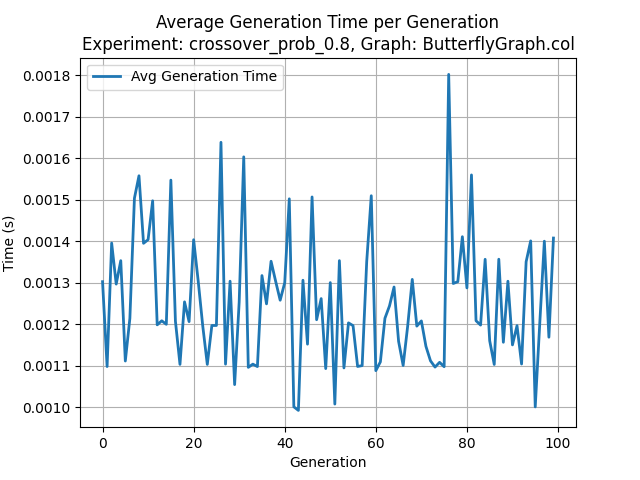 Average Generation Time per Generation
Experiment: crossover_prob_0.8, Graph: ButterflyGraph.col
Avg Generation Time
0.0018
0.0017
0.0016
0.0015
0.0014
0.0013
0.0012
0.0011
0.0010
Time (s)
0 20 40 60 80 100
Generation